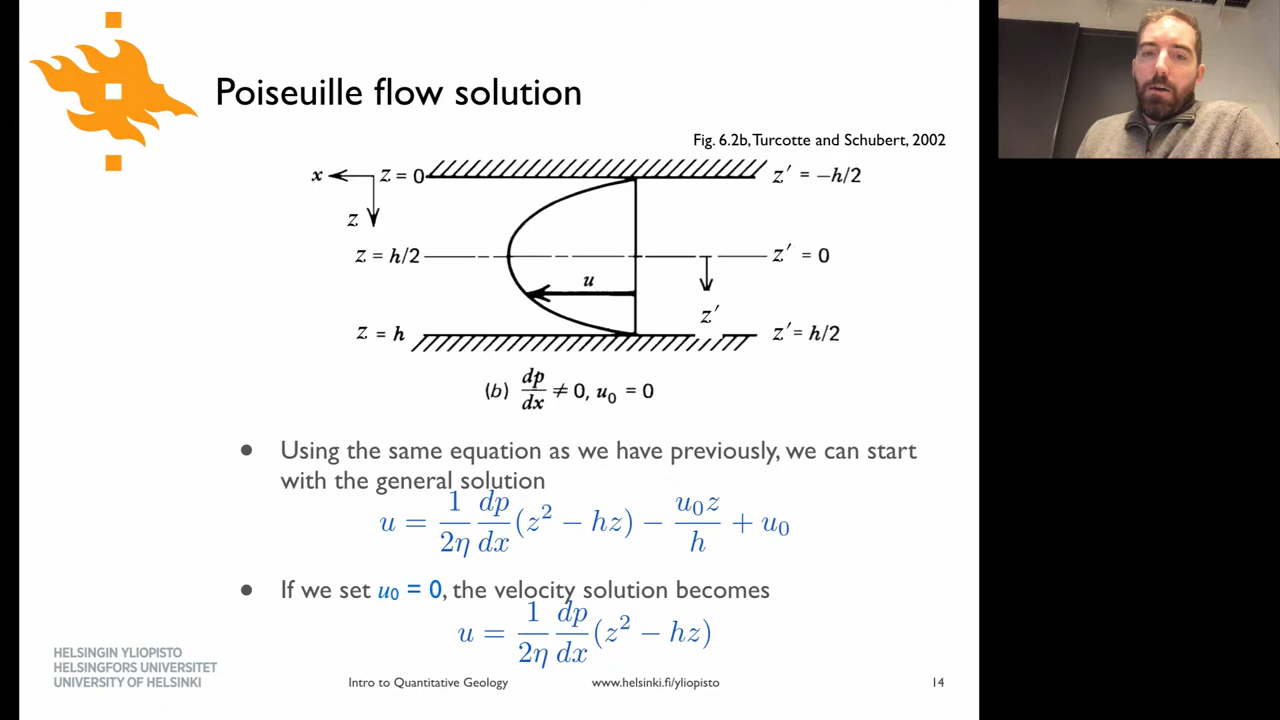 Poiseuille flow solution
Fig. 6.2b, Turcotte and Schubert, 2002
x z = 0 z′ = −h/2
z
z = h/2 z′ = 0
u
z′
z = h z′ = h/2
(b) dp/dx ≠ 0, u₀ = 0
● Using the same equation as we have previously, we can start
with the general solution
u = 1/2η dp/dx (z² − hz) − u₀z/h + u₀
● If we set u₀ = 0, the velocity solution becomes
u = 1/2η dp/dx (z² − hz)
HELSINGIN YLIOPISTO
HELSINGFORS UNIVERSITET
UNIVERSITY OF HELSINKI
Intro to Quantitative Geology www.helsinki.fi/yliopisto 14